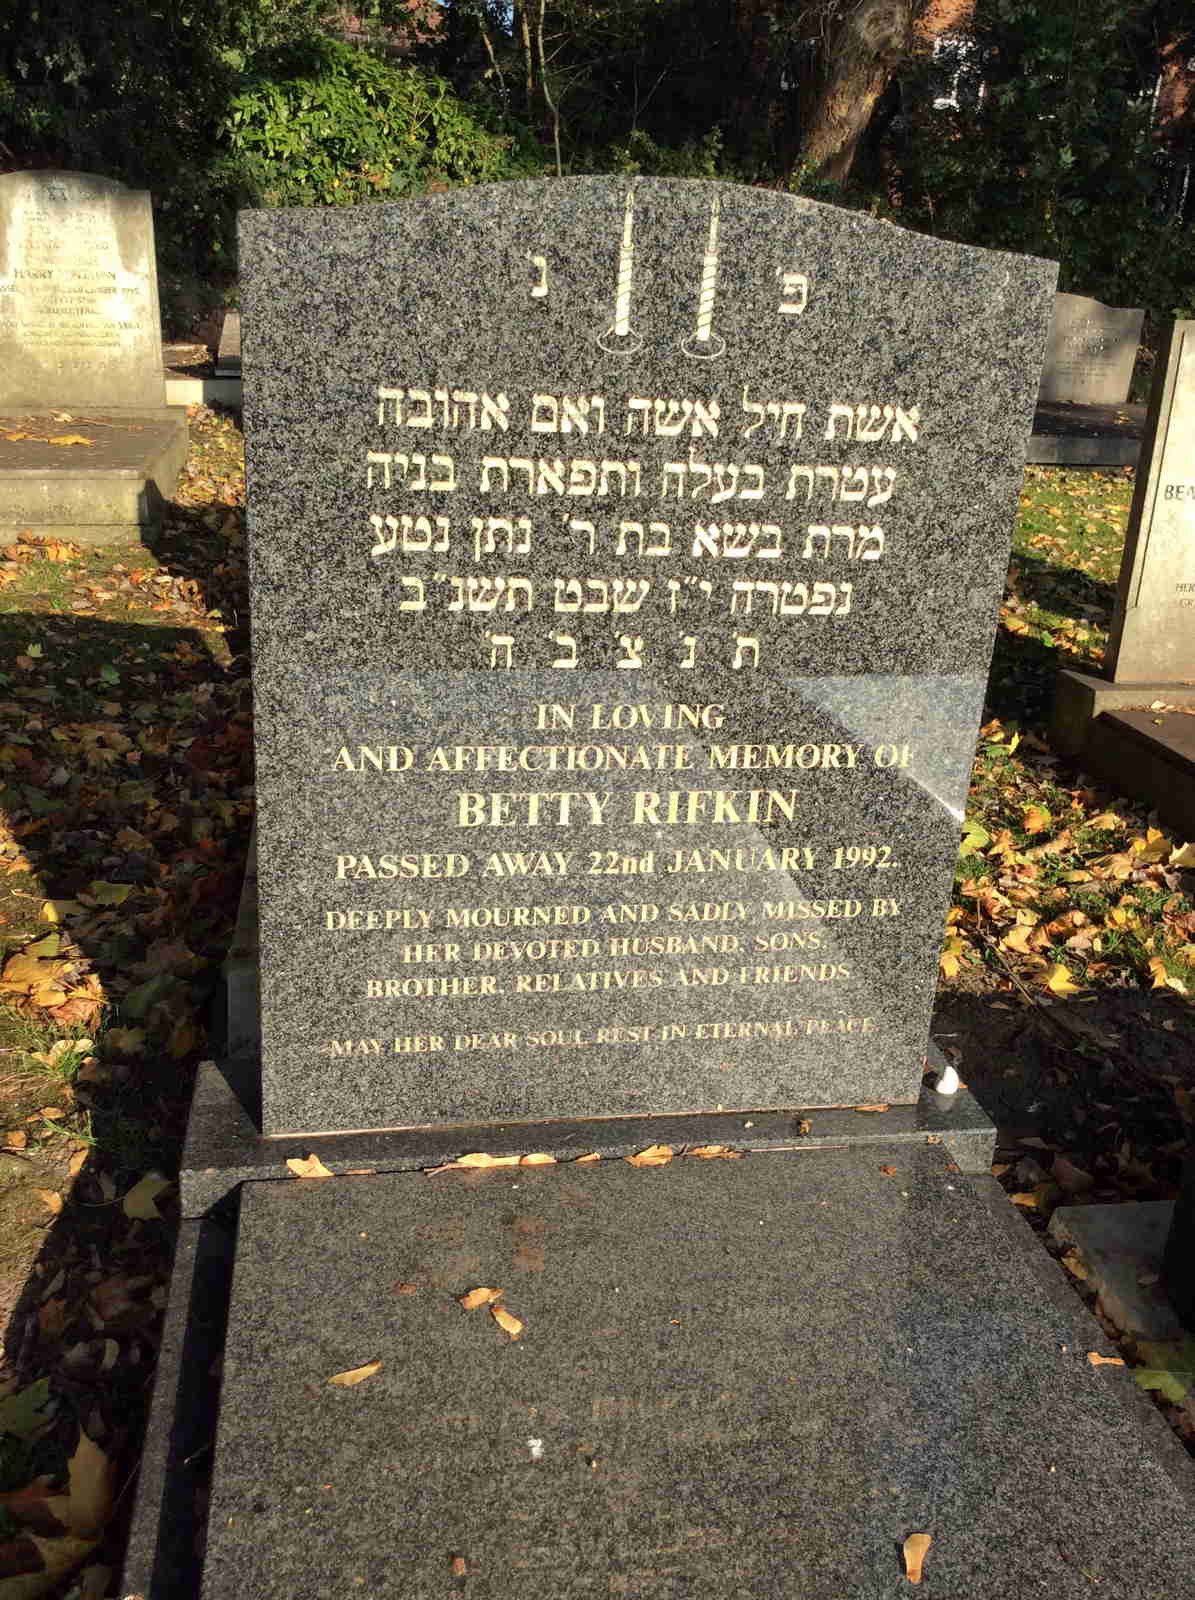 פ' נ'
אשת חיל אשה ואם אהובה
עטרת בעלה ותפארת בניה
מרת בשא בת ר' נתן נטע
נפטרה י"ז שבט תשנ"ב
ת' נ' צ' ב' ה'
IN LOVING
AND AFFECTIONATE MEMORY OF
BETTY RIFKIN
PASSED AWAY 22nd JANUARY 1992.
DEEPLY MOURNED AND SADLY MISSED BY
HER DEVOTED HUSBAND, SONS,
BROTHER, RELATIVES AND FRIENDS
MAY HER DEAR SOUL REST IN ETERNAL PEACE
HARRY